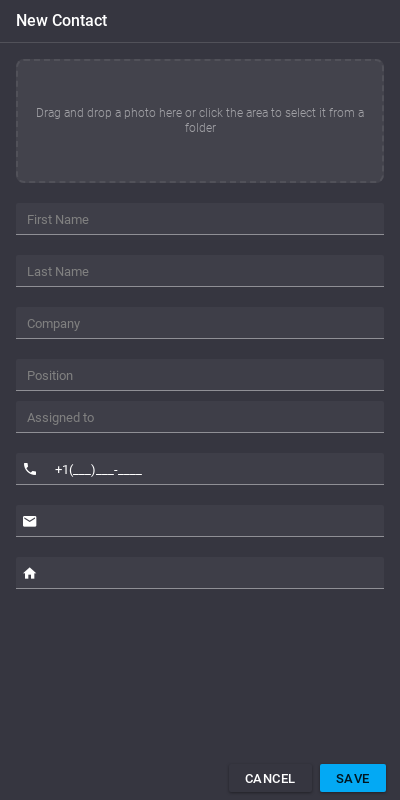 New Contact
Drag and drop a photo here or click the area to select it from a
folder
First Name
Last Name
Company
Position
Assigned to
+1(___)___-____
CANCEL
SAVE